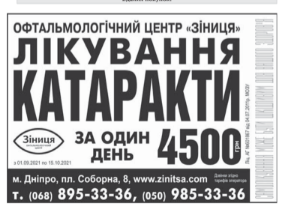 ОФТАЛЬМОЛОГІЧНИЙ ЦЕНТР «ЗІНИЦЯ»
ЛІКУВАННЯ
КАТАРАКТИ
Зіниця
з 01.09.2021 по 15.10.2021
ЗА ОДИН
ДЕНЬ
4500 грн
м. Дніпро, пл. Соборна, 8, www.zinitsa.com
т. (068) 895-33-36, (050) 985-33-36